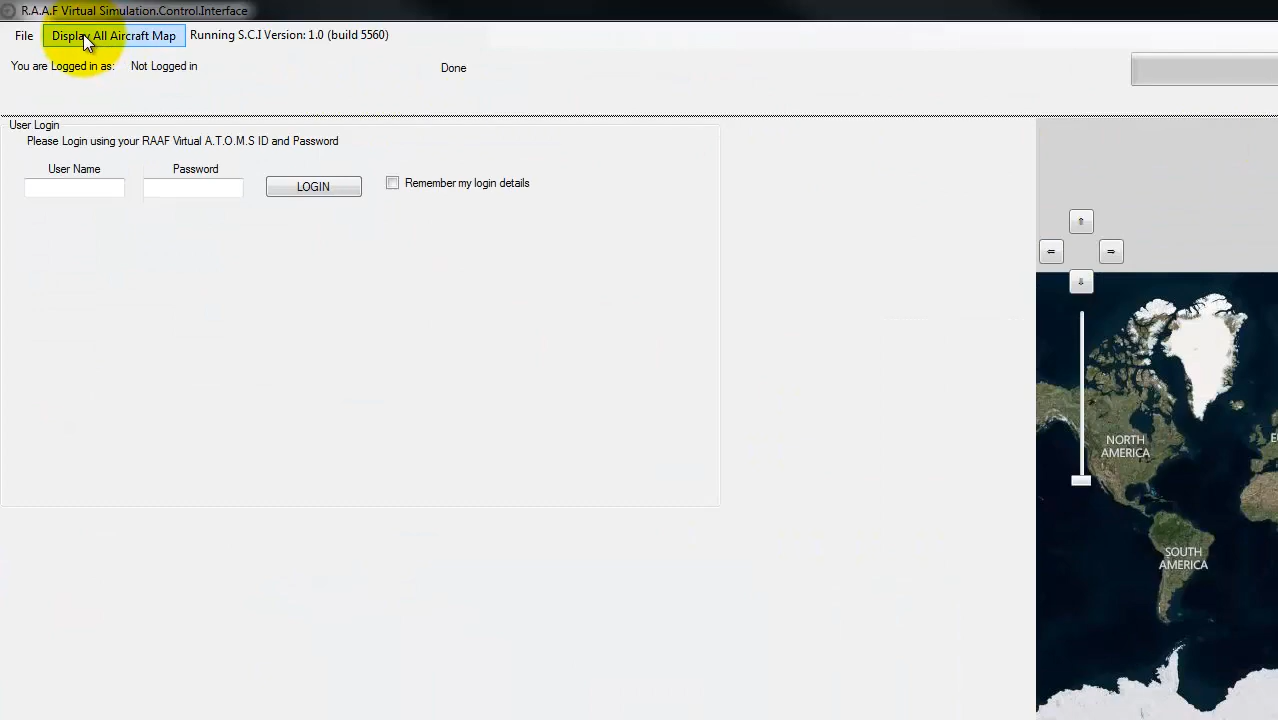 R.A.A.F Virtual Simulation.Control.Interface
File Display All Aircraft Map Running S.C.I Version: 1.0 (build 5560)
You are Logged in as: Not Logged in Done
User Login
Please Login using your RAAF Virtual A.T.O.M.S ID and Password
User Name Password
LOGIN Remember my login details
NORTH
AMERICA
SOUTH
AMERICA